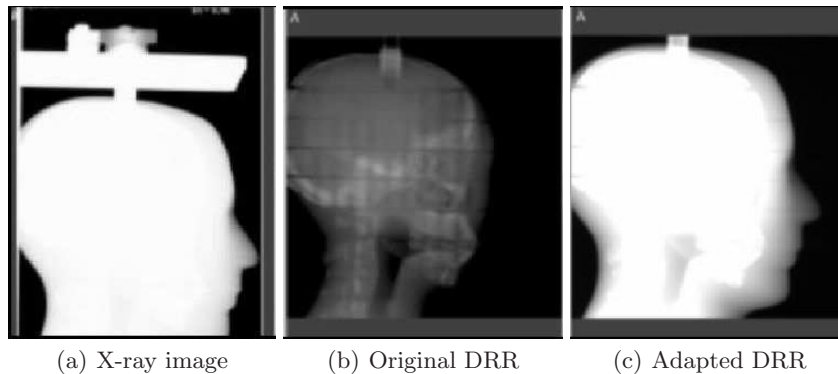 A
A
(a) X-ray image
(b) Original DRR
(c) Adapted DRR